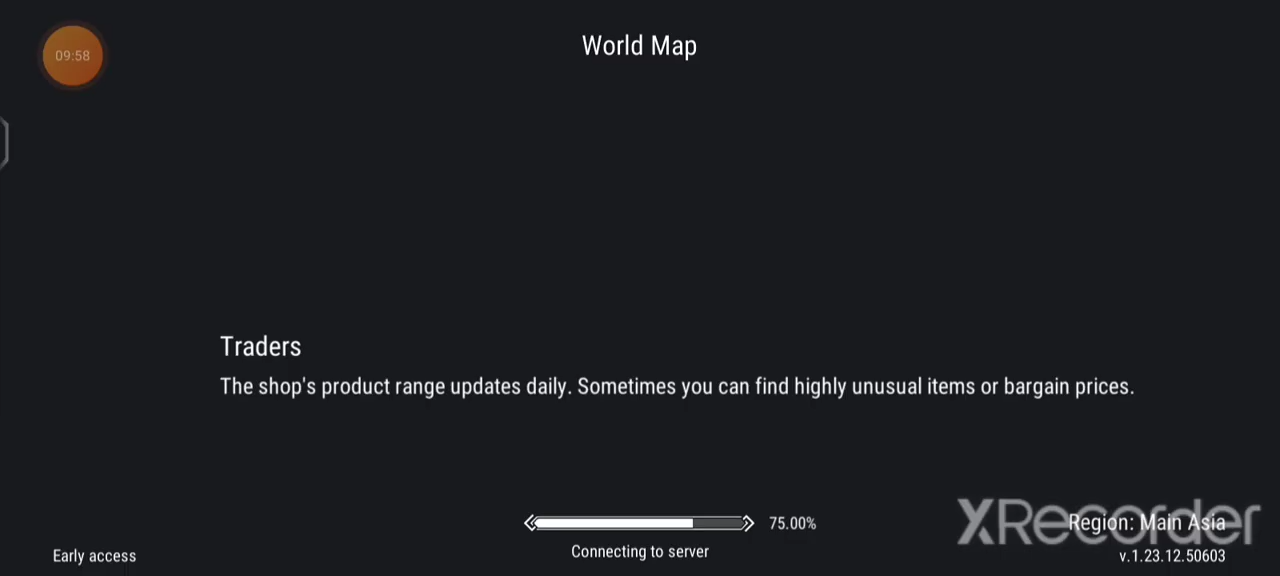 09:58
World Map
Traders
The shop's product range updates daily. Sometimes you can find highly unusual items or bargain prices.
75.00%
Connecting to server
Early access
XRecorder
Region: Main Asia
v.1.23.12.50603